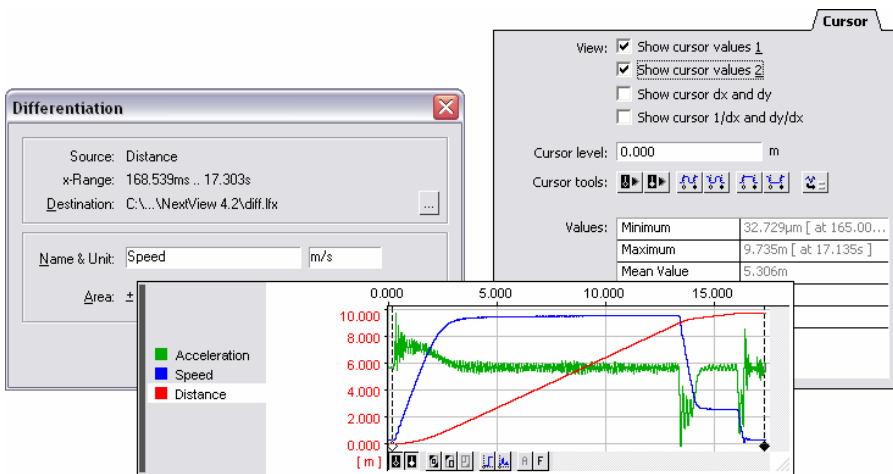 Cursor
View:
Show cursor values 1
Show cursor values 2
Show cursor dx and dy
Show cursor 1/dx and dy/dx
Cursor level: 0.000 m
Cursor tools:
Values: Minimum 32.729µm [ at 165.00...
Maximum 9.735m [ at 17.135s ]
Mean Value 5.306m
Differentiation
Source: Distance
x-Range: 168.539ms .. 17.303s
Destination: C:\...\NextView 4.2\diff.lfx ...
Name & Unit: Speed m/s
Area: ±
0.000 5.000 10.000 15.000
10.000
8.000
6.000
4.000
2.000
0.000
[ m ]
Acceleration
Speed
Distance
A F